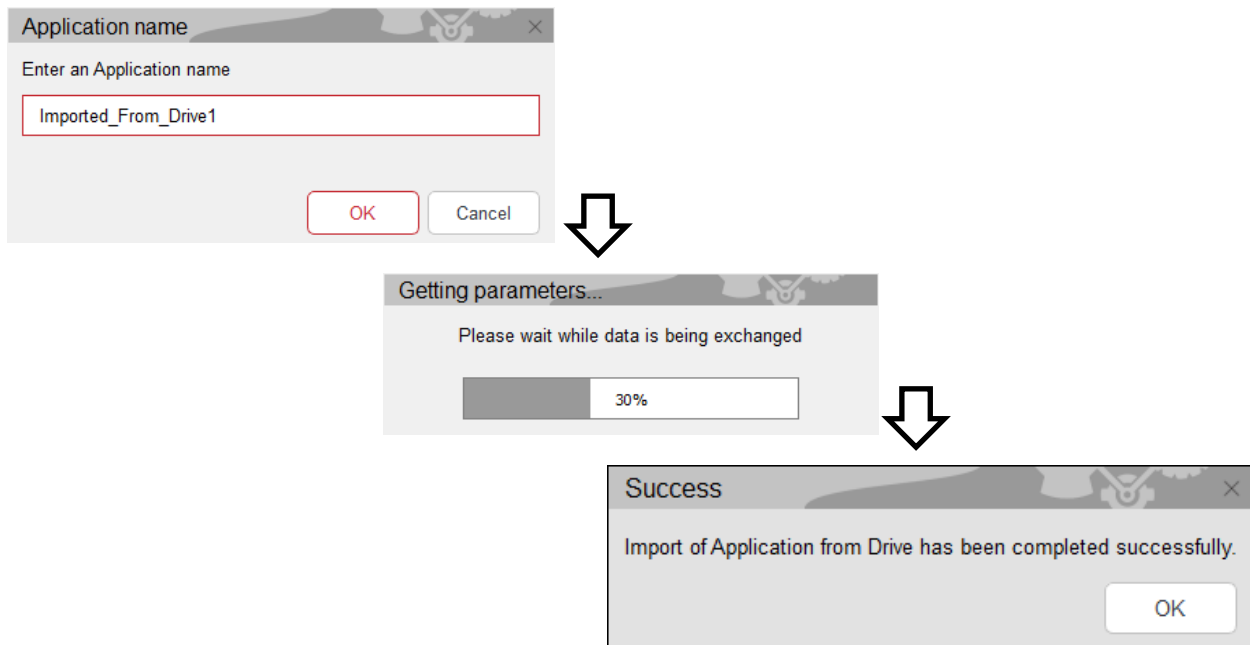 Application name
Enter an Application name
Imported_From_Drive1
OK
Cancel
Getting parameters...
Please wait while data is being exchanged
30%
Success
Import of Application from Drive has been completed successfully.
OK